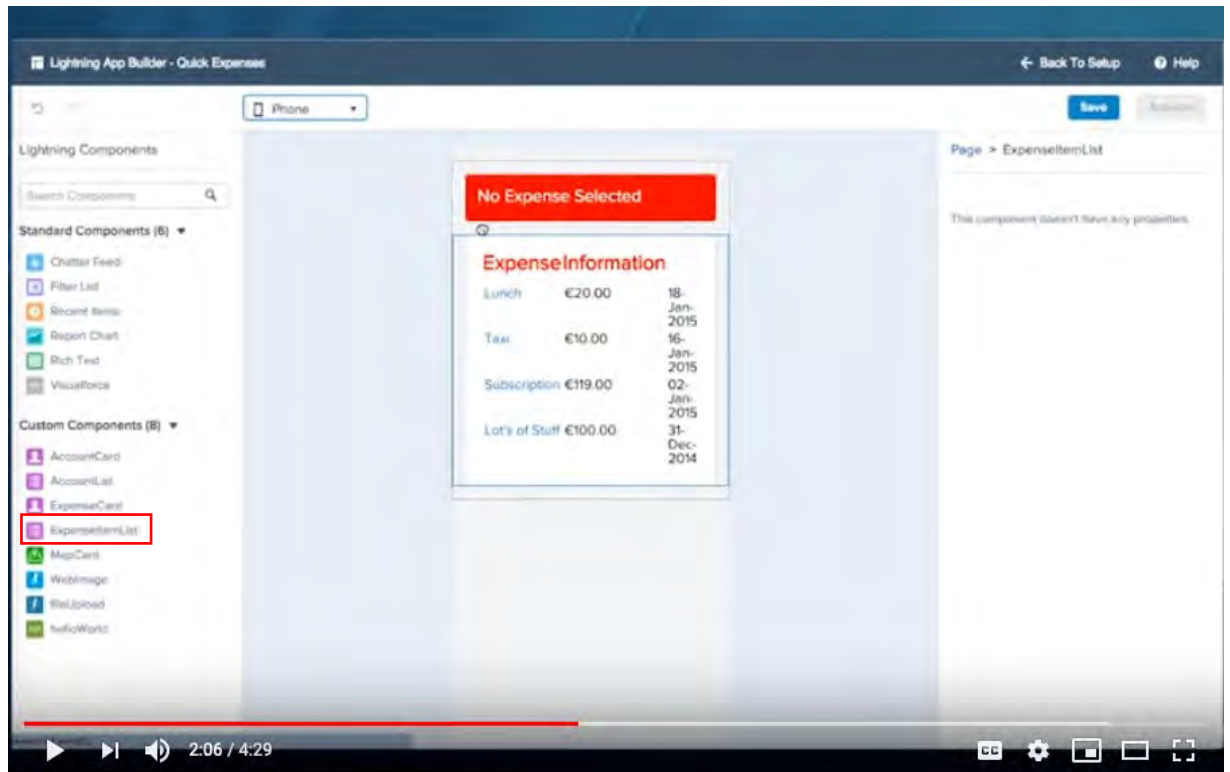 Lightning App Builder - Quick Expenses
Back To Setup
Help
Phone
Save
Lightning Components
Search Components
Standard Components (6)
Chatter Feed
Filter List
Recent Items
Report Chart
Rich Text
Visualforce
Custom Components (8)
AccountCard
AccountList
ExpenseCard
ExpenseItemList
MapCard
WebImage
fileUpload
helloWorld
No Expense Selected
ExpenseInformation
Lunch €20.00 18-
Jan-
2015
Taxi €10.00 16-
Jan-
2015
Subscription €119.00 02-
Jan-
2015
Lot's of Stuff €100.00 31-
Dec-
2014
Page > ExpenseItemList
This component doesn't have any properties.
2:06 / 4:29
CC